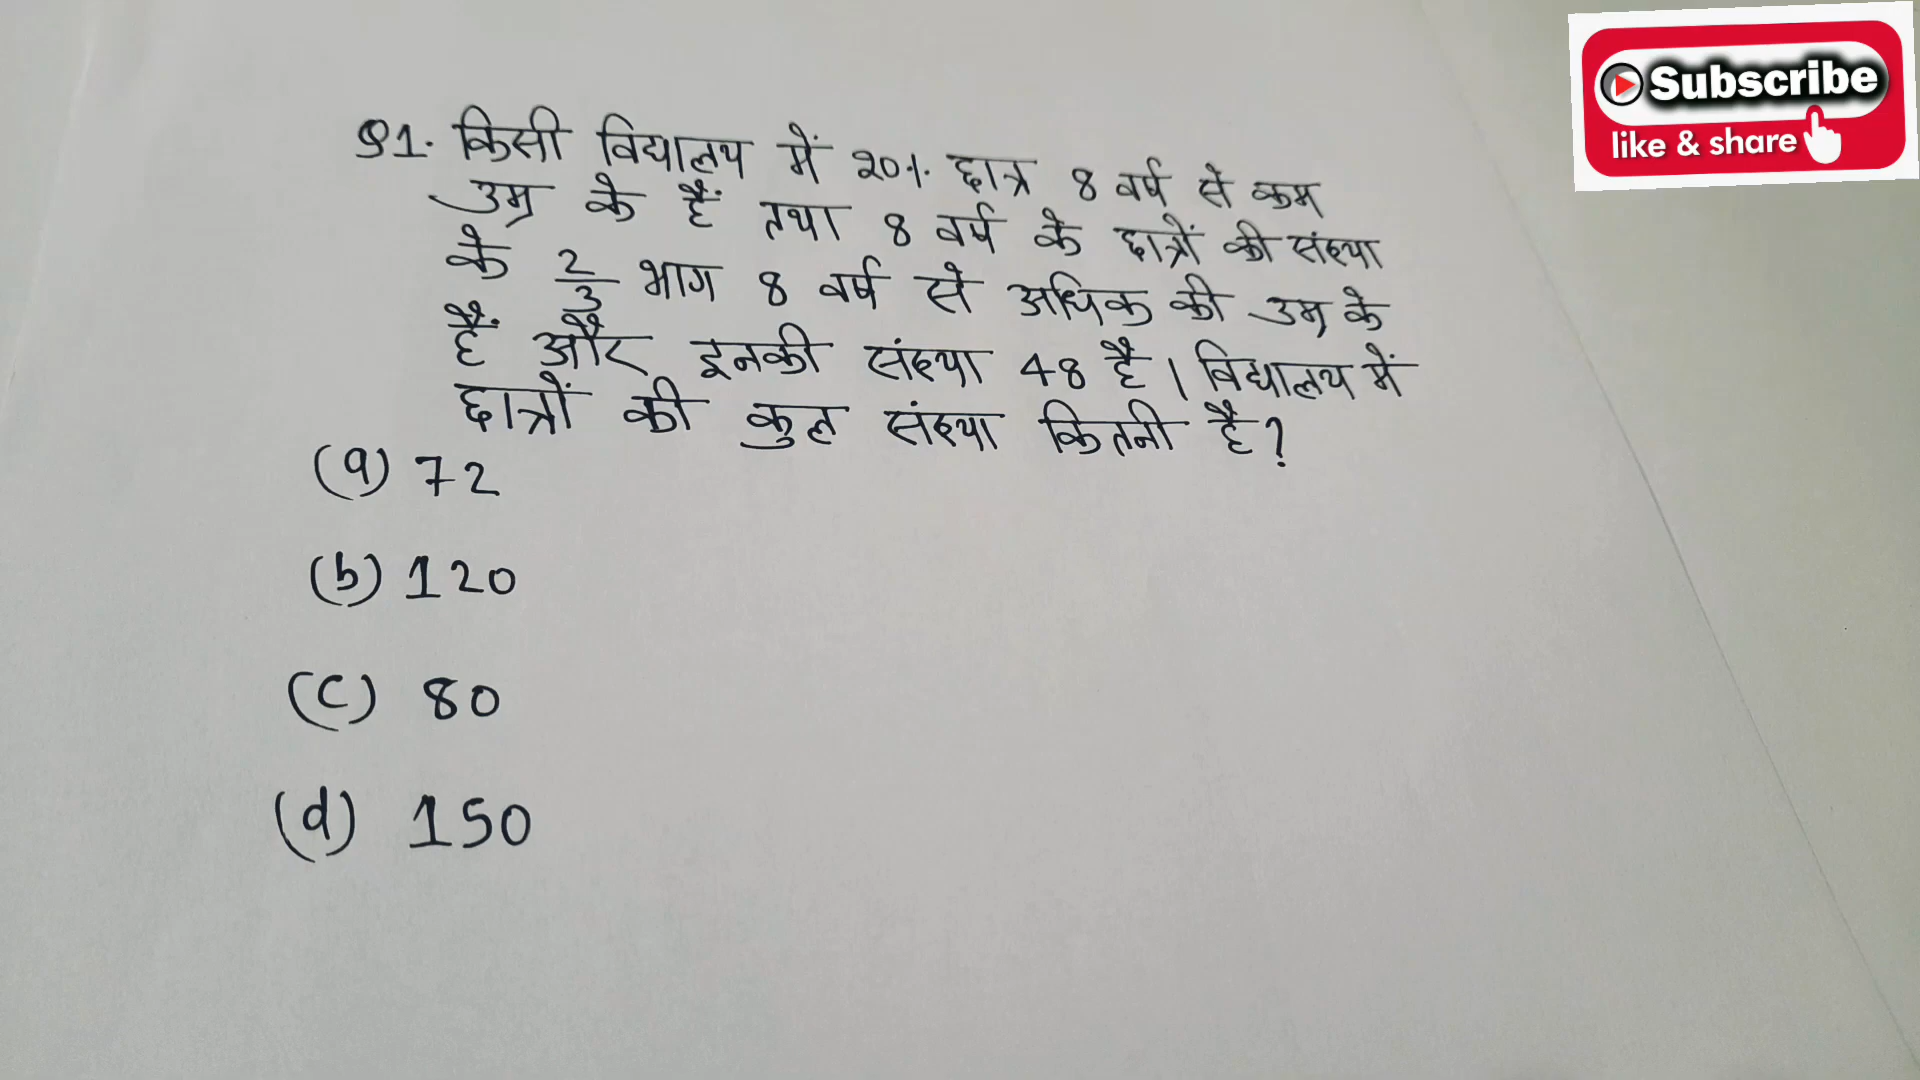 Q1. किसी विद्यालय में 20% छात्र 8 वर्ष से कम
उम्र के हैं तथा 8 वर्ष के छात्रों की संख्या
के 2/3 भाग 8 वर्ष से अधिक की उम्र के
हैं और इनकी संख्या 48 है। विद्यालय में
छात्रों की कुल संख्या कितनी है?
(a) 72
(b) 120
(c) 80
(d) 150
Subscribe
like & share